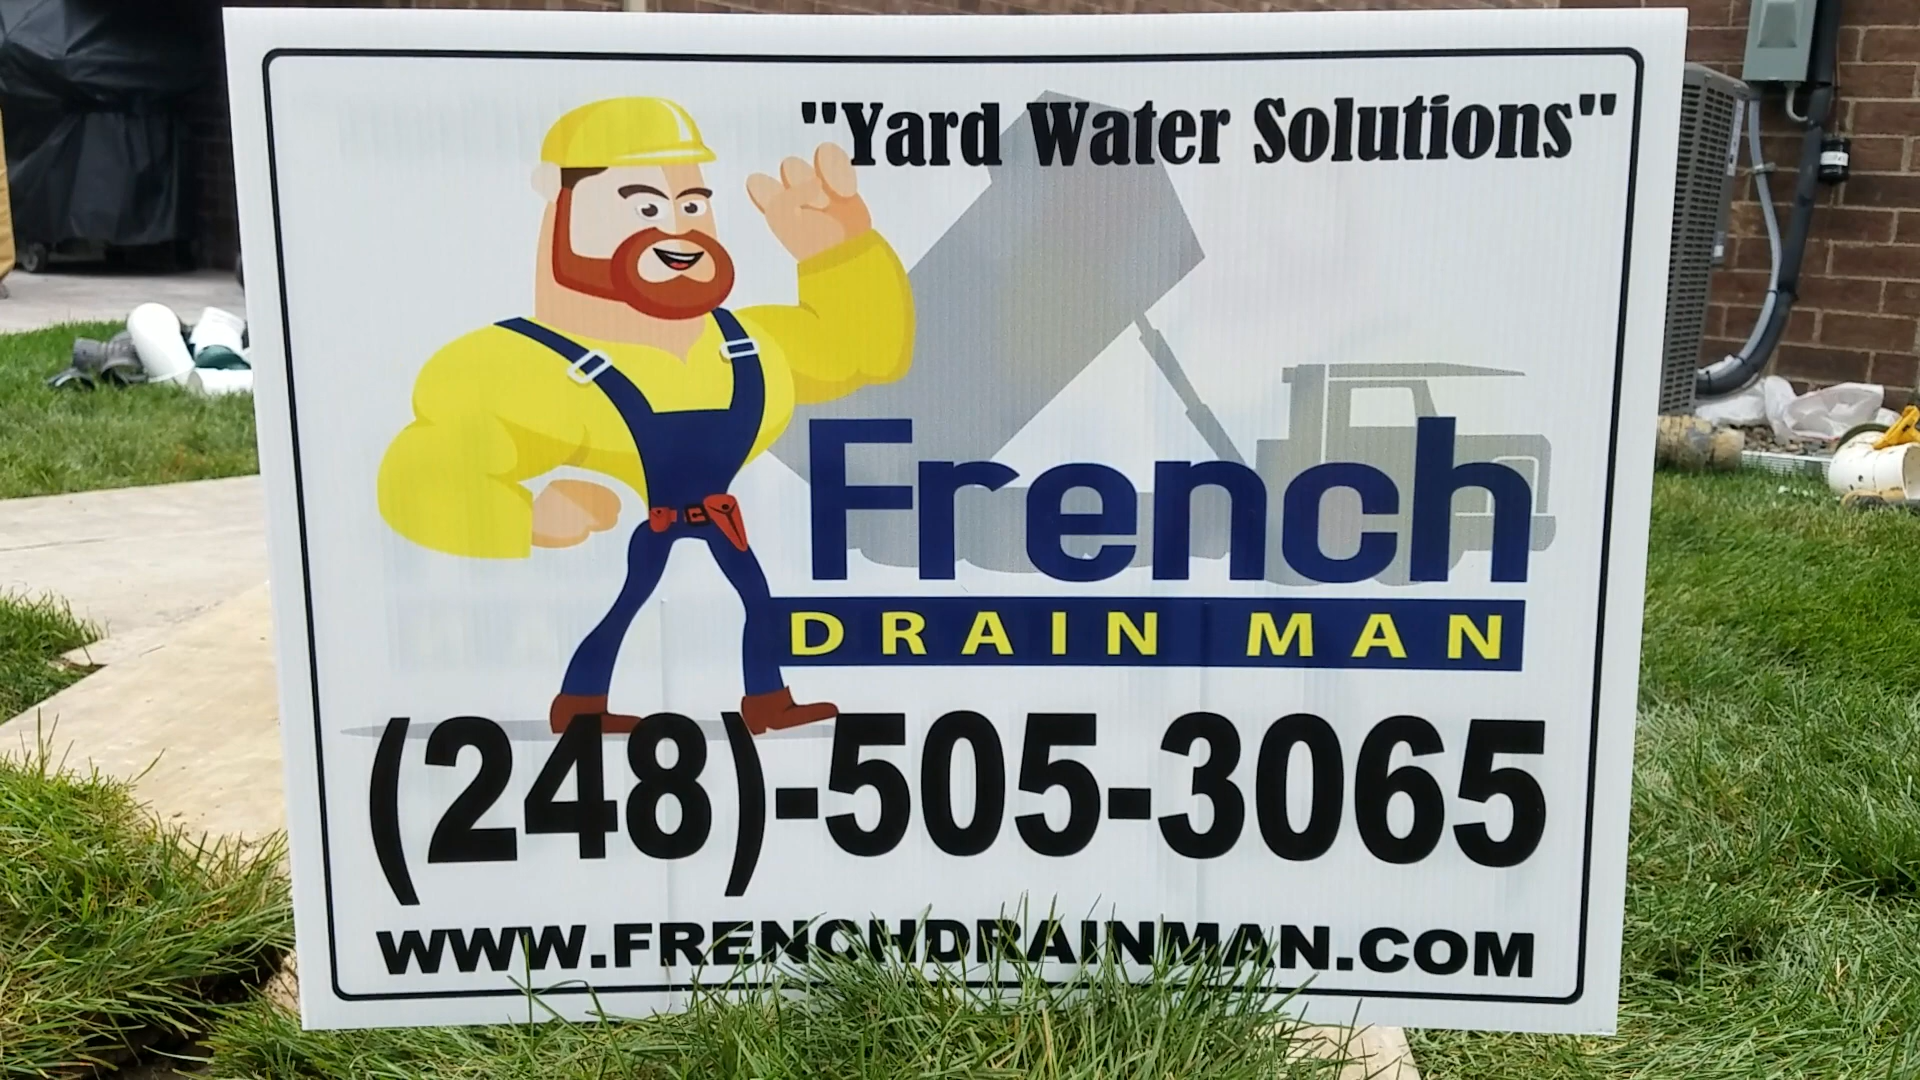 "Yard Water Solutions"
French
DRAIN MAN
(248)-505-3065
WWW.FRENCHDRAINMAN.COM